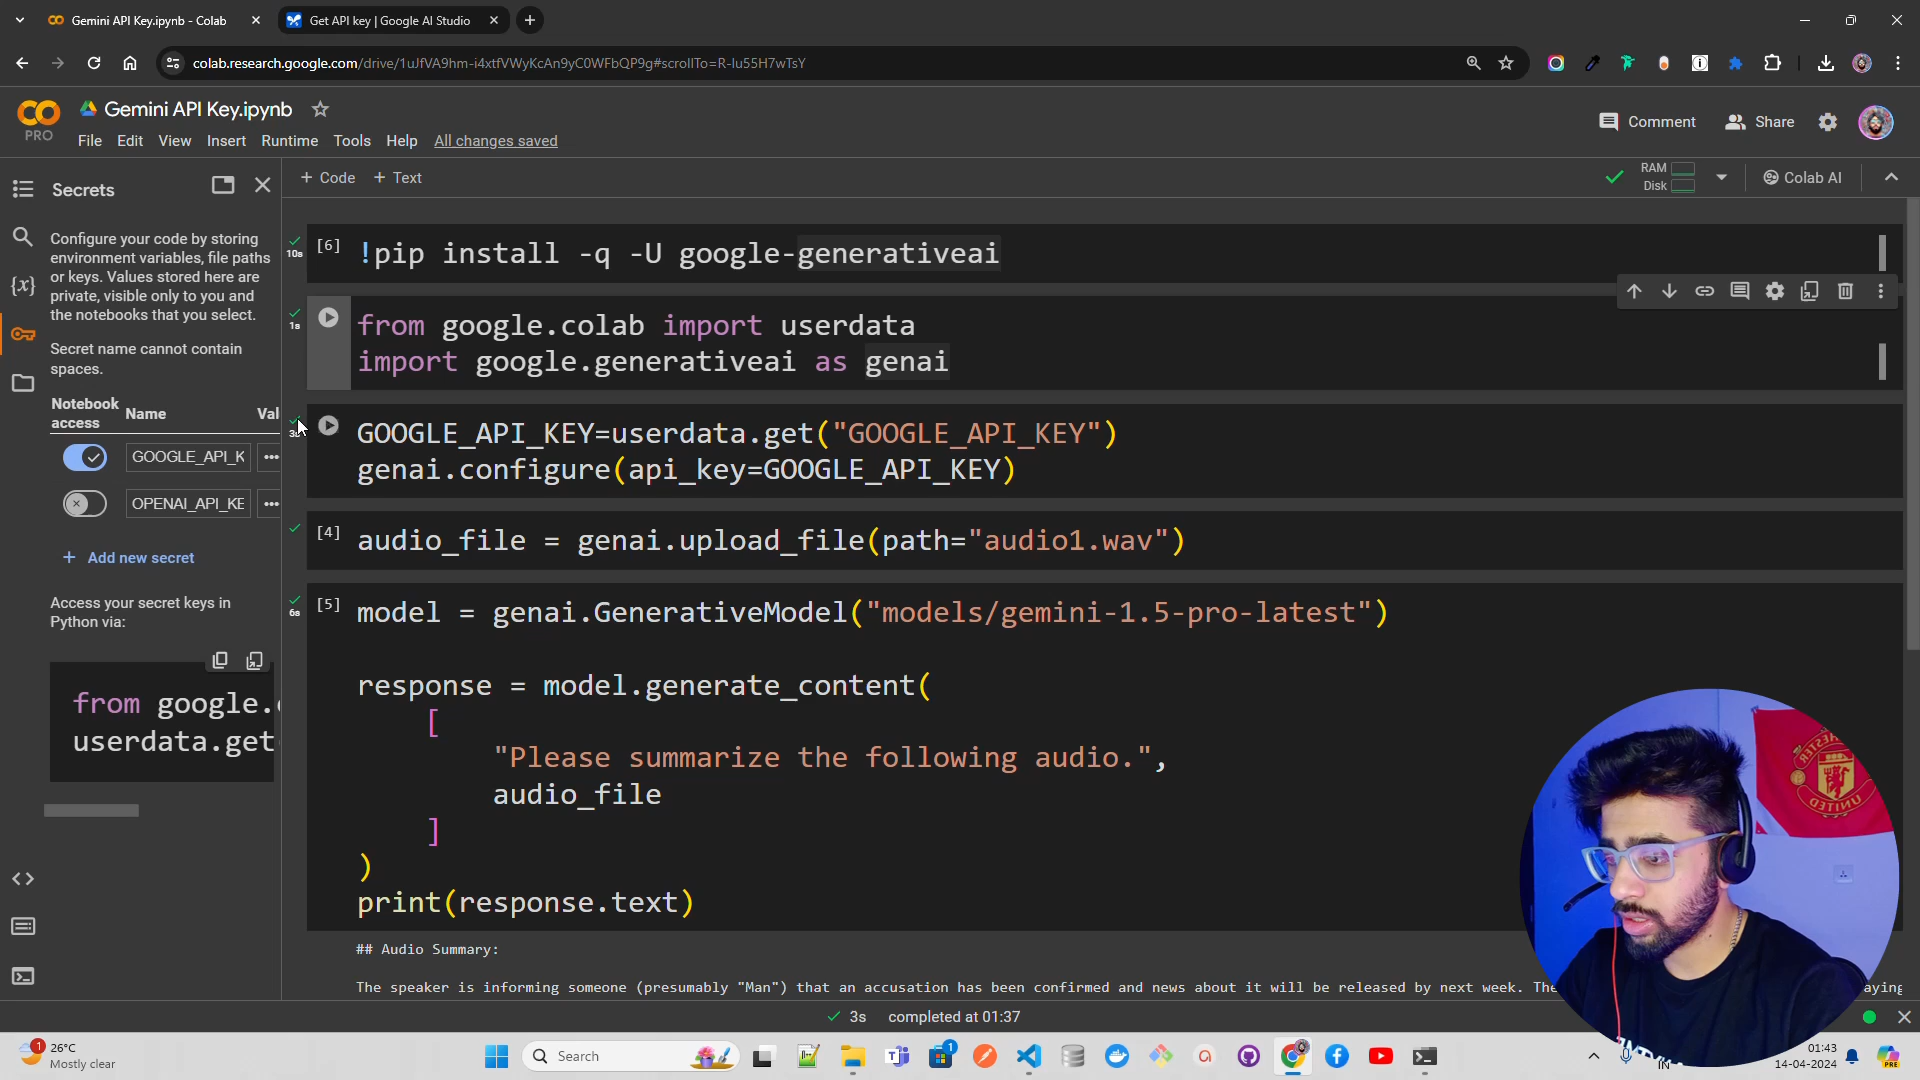 Gemini API Key.ipynb - Colab
Get API key | Google AI Studio
colab.research.google.com/drive/1uJfVA9hm-i4xtfVWyKcAn9yC0WFbQP9g#scrollTo=R-Iu55H7wTsY
PRO
Gemini API Key.ipynb
File Edit View Insert Runtime Tools Help All changes saved
Comment
Share
Secrets
+ Code + Text
RAM
Disk
Colab AI
Configure your code by storing
environment variables, file paths
or keys. Values stored here are
private, visible only to you and
the notebooks that you select.
Secret name cannot contain
spaces.
Notebook
access
Name
Val
GOOGLE_API_K
OPENAI_API_KE
+ Add new secret
Access your secret keys in
Python via:
from google.
userdata.get
10s
[6]
!pip install -q -U google-generativeai
1s
from google.colab import userdata
import google.generativeai as genai
GOOGLE_API_KEY=userdata.get("GOOGLE_API_KEY")
genai.configure(api_key=GOOGLE_API_KEY)
[4]
audio_file = genai.upload_file(path="audio1.wav")
6s
[5]
model = genai.GenerativeModel("models/gemini-1.5-pro-latest")
response = model.generate_content(
[
"Please summarize the following audio.",
audio_file
]
)
print(response.text)
## Audio Summary:
The speaker is informing someone (presumably "Man") that an accusation has been confirmed and news about it will be released by next week.
3s completed at 01:37
1
26°C
Mostly clear
Search
1
IN
01:43
14-04-2024
PRE
UNITED